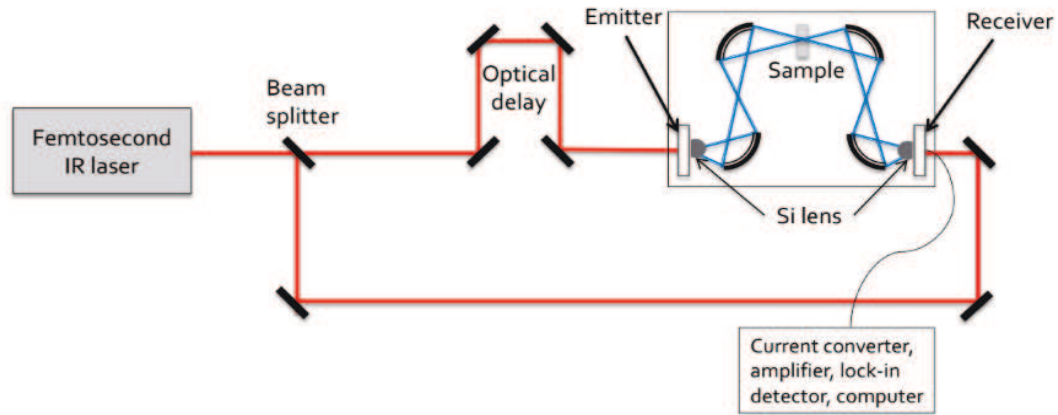 Femtosecond
IR laser
Beam
splitter
Optical
delay
Emitter
Sample
Receiver
Si lens
Current converter,
amplifier, lock-in
detector, computer